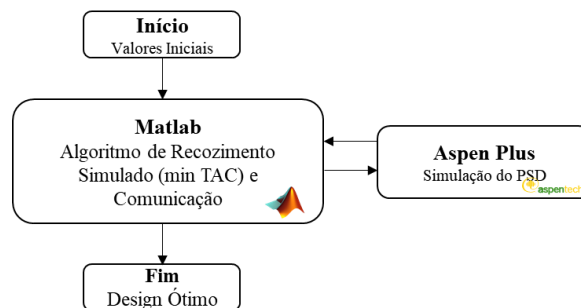 Início
Valores Iniciais
Matlab
Algoritmo de Recozimento
Simulado (min TAC) e
Comunicação
Aspen Plus
Simulação do PSD
aspentech
Fim
Design Ótimo